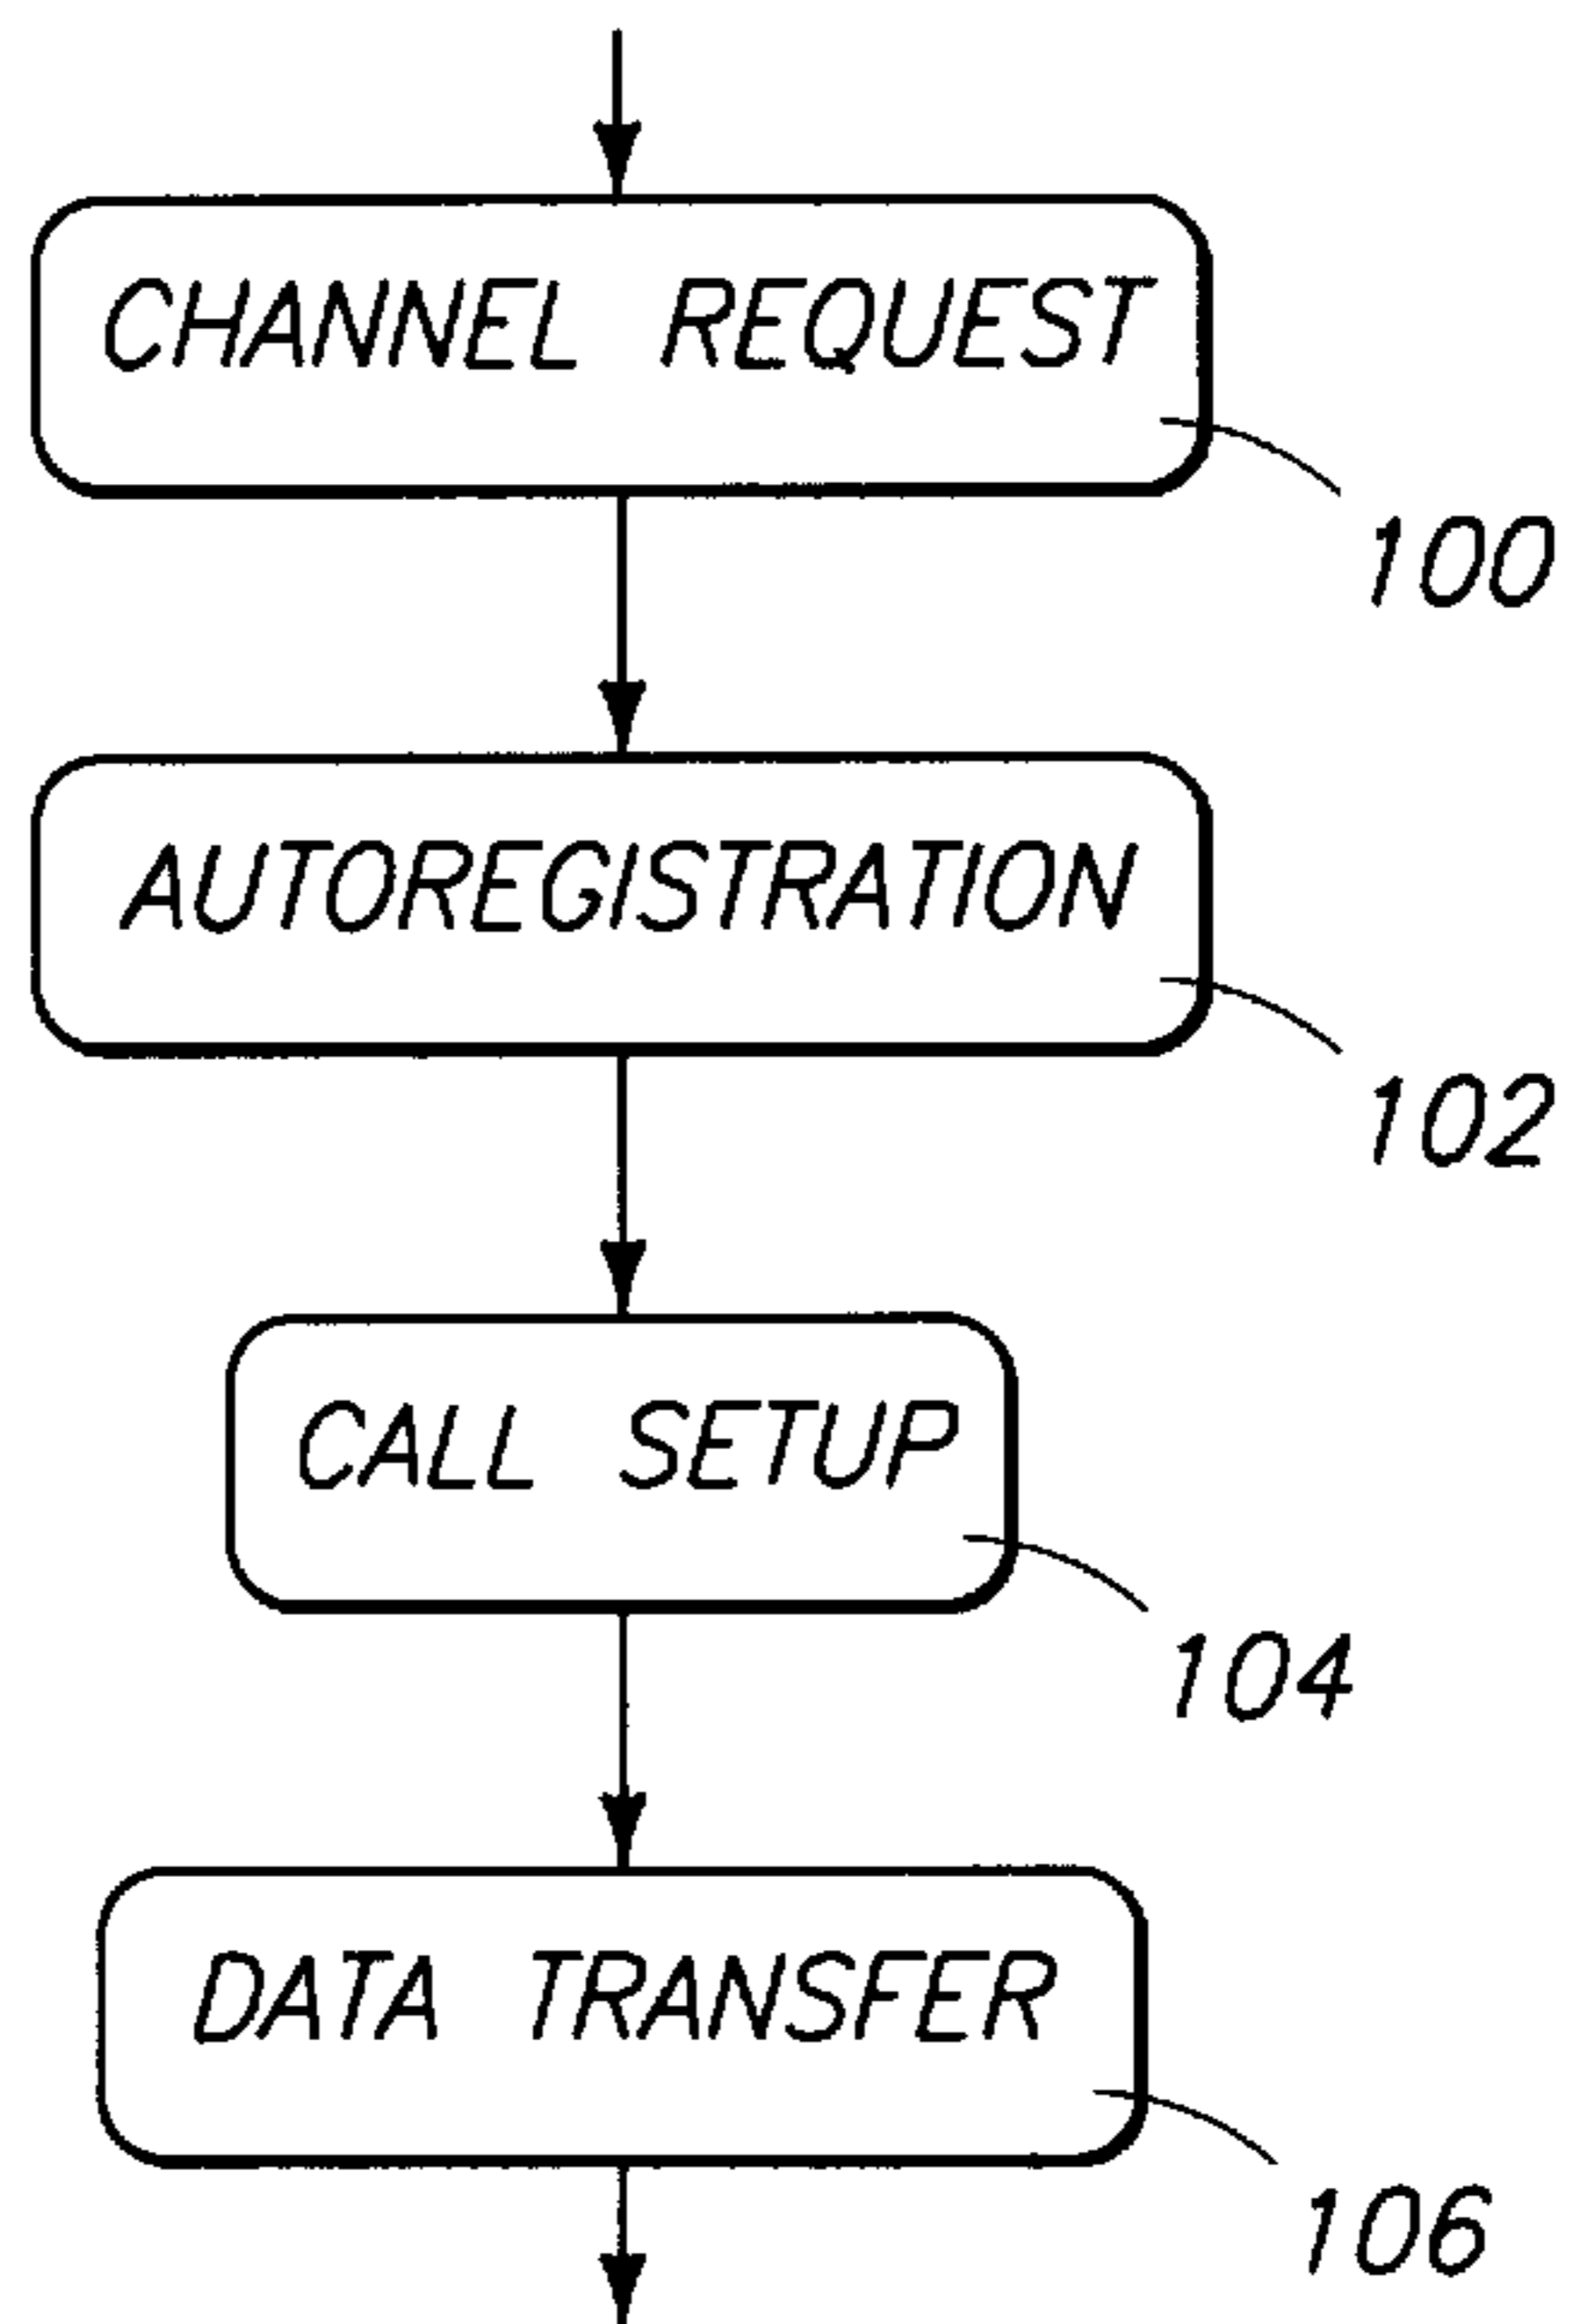 CHANNEL REQUEST
100
AUTOREGISTRATION
102
CALL SETUP
104
DATA TRANSFER
106